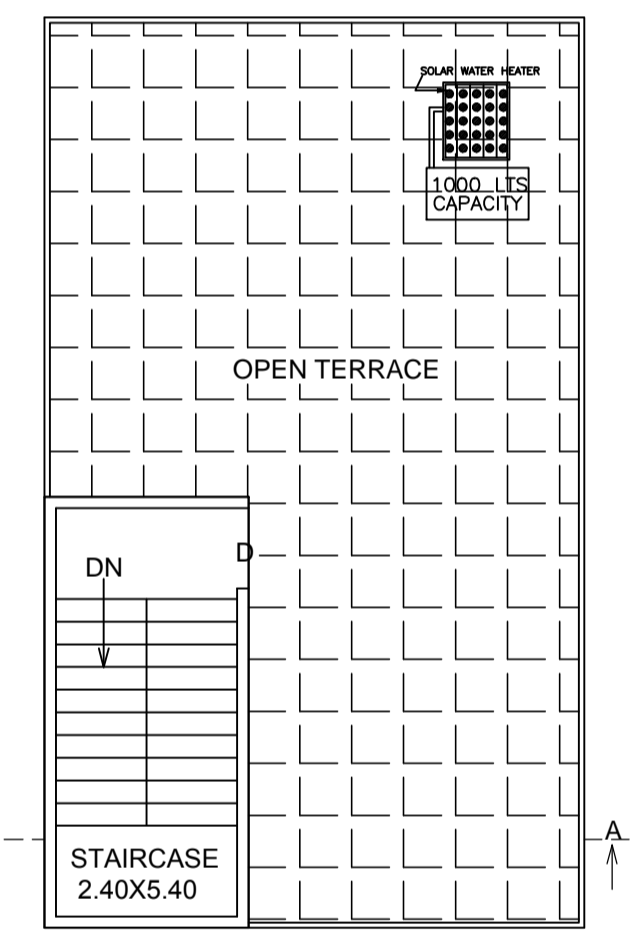 SOLAR WATER HEATER
1000 LTS
CAPACITY
OPEN TERRACE
D
DN
A
STAIRCASE
2.40X5.40